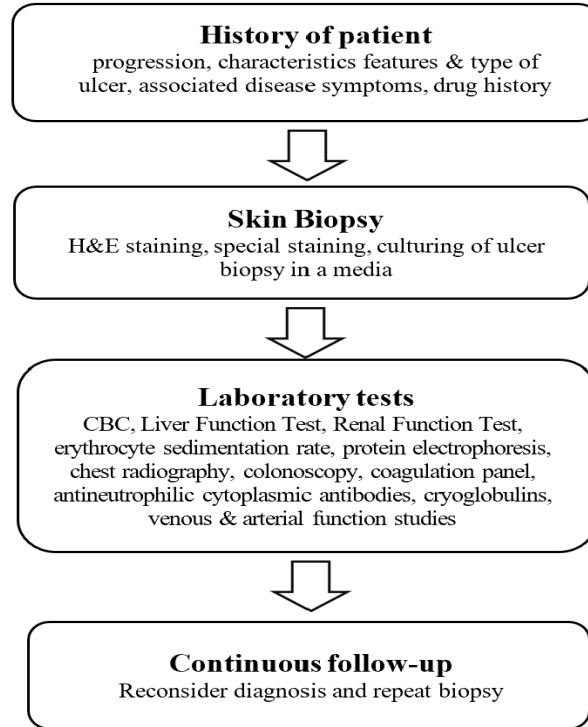 History of patient
progression, characteristics features & type of
ulcer, associated disease symptoms, drug history
Skin Biopsy
H&E staining, special staining, culturing of ulcer
biopsy in a media
Laboratory tests
CBC, Liver Function Test, Renal Function Test,
erythrocyte sedimentation rate, protein electrophoresis,
chest radiography, colonoscopy, coagulation panel,
antineutrophilic cytoplasmic antibodies, cryoglobulins,
venous & arterial function studies
Continuous follow-up
Reconsider diagnosis and repeat biopsy